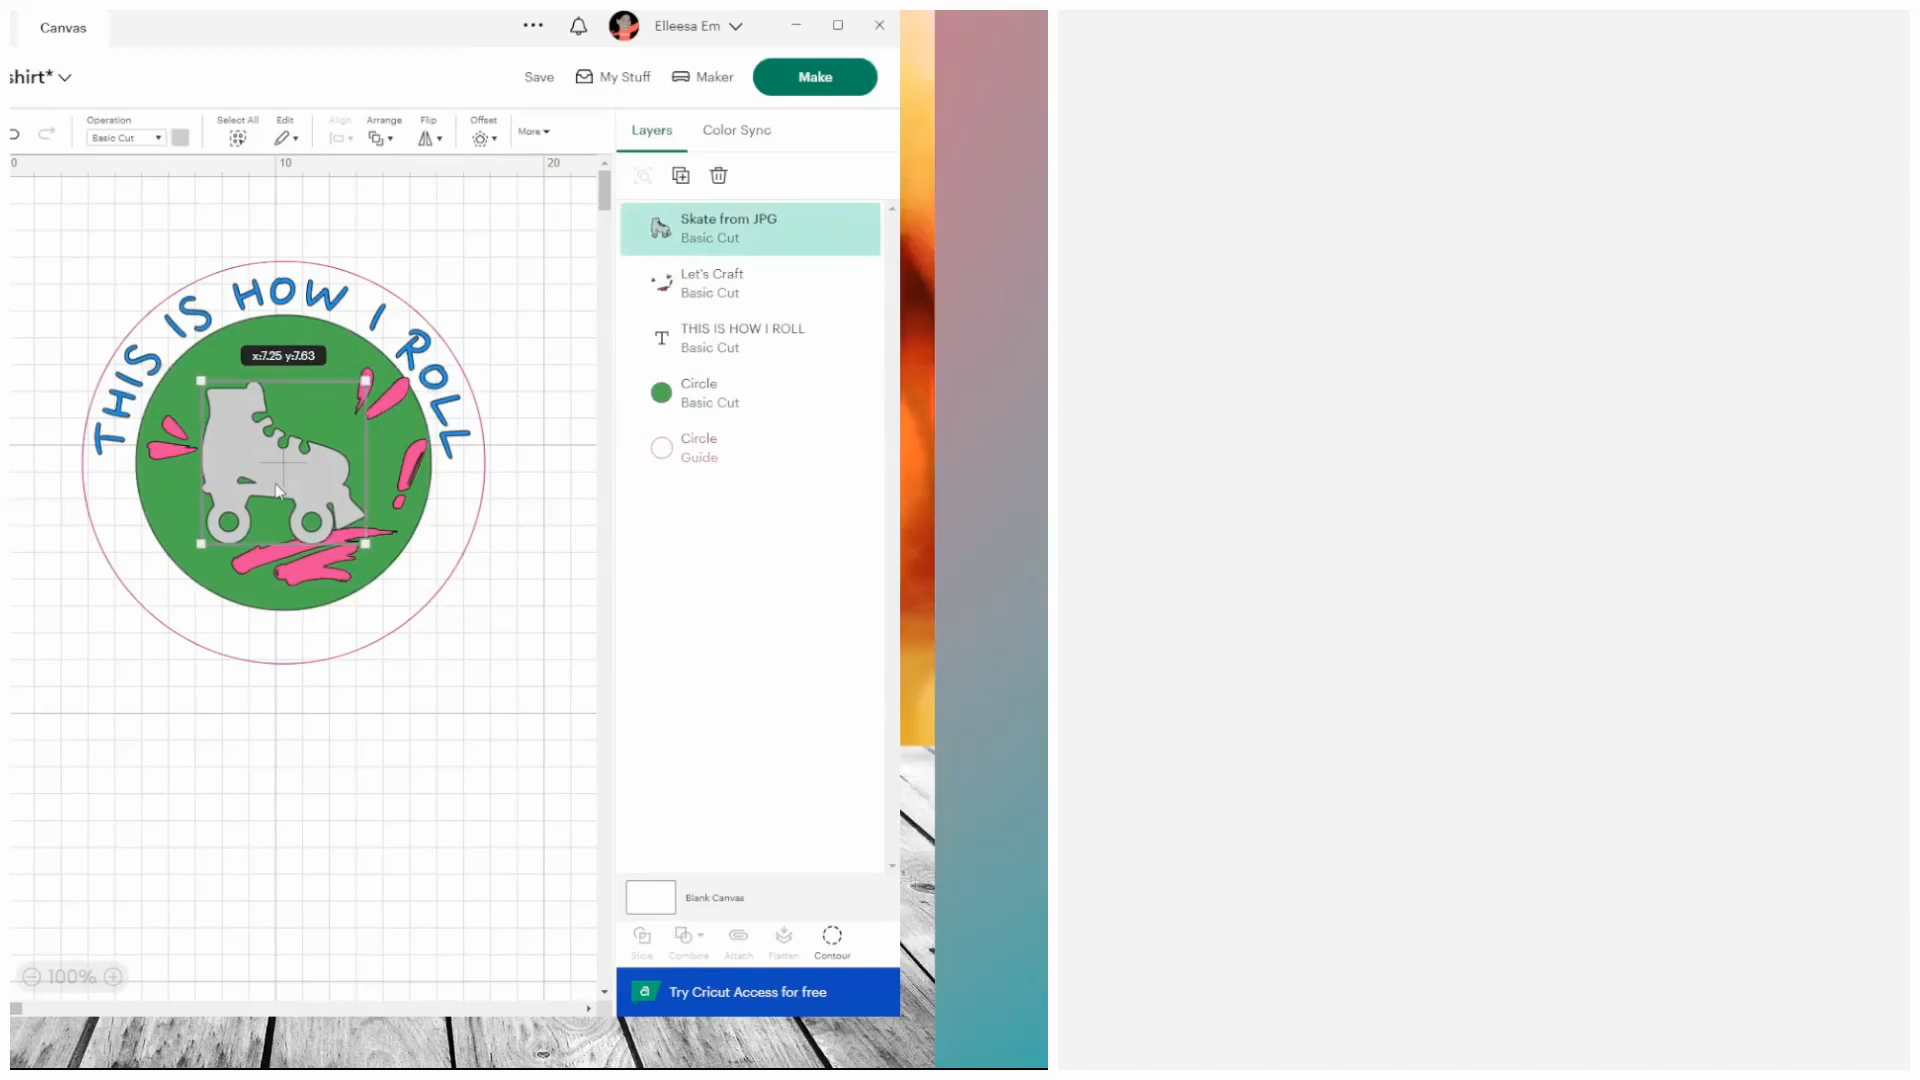 Canvas
Elleesa Em
shirt*
Save
My Stuff
Maker
Make
Operation
Basic Cut
Select All
Edit
Align
Arrange
Flip
Offset
More
0
10
20
Layers
Color Sync
Skate from JPG
Basic Cut
Let's Craft
Basic Cut
THIS IS HOW I ROLL
Basic Cut
Circle
Basic Cut
Circle
Guide
THIS IS HOW I ROLL
x:7.25 y:7.63
Blank Canvas
Slice
Combine
Attach
Flatten
Contour
100%
a
Try Cricut Access for free